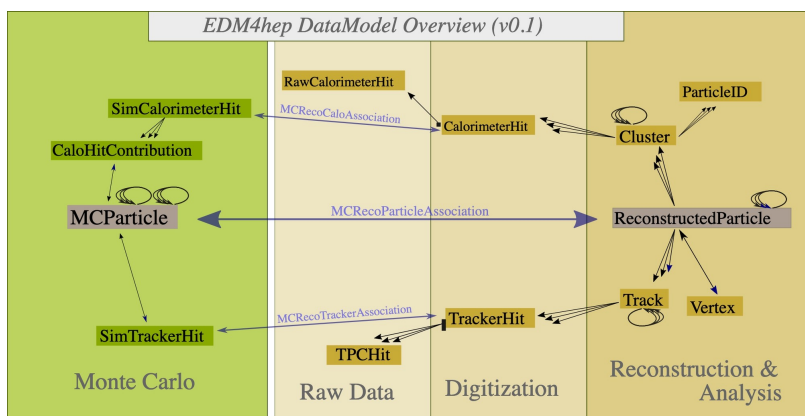 EDM4hep DataModel Overview (v0.1)
RawCalorimeterHit
ParticleID
SimCalorimeterHit
MCRecoCaloAssociation
CalorimeterHit
Cluster
CaloHitContribution
MCParticle
MCRecoParticleAssociation
ReconstructedParticle
Track
Vertex
MCRecoTrackerAssociation
TrackerHit
SimTrackerHit
TPCHit
Monte Carlo
Raw Data
Digitization
Reconstruction &
Analysis